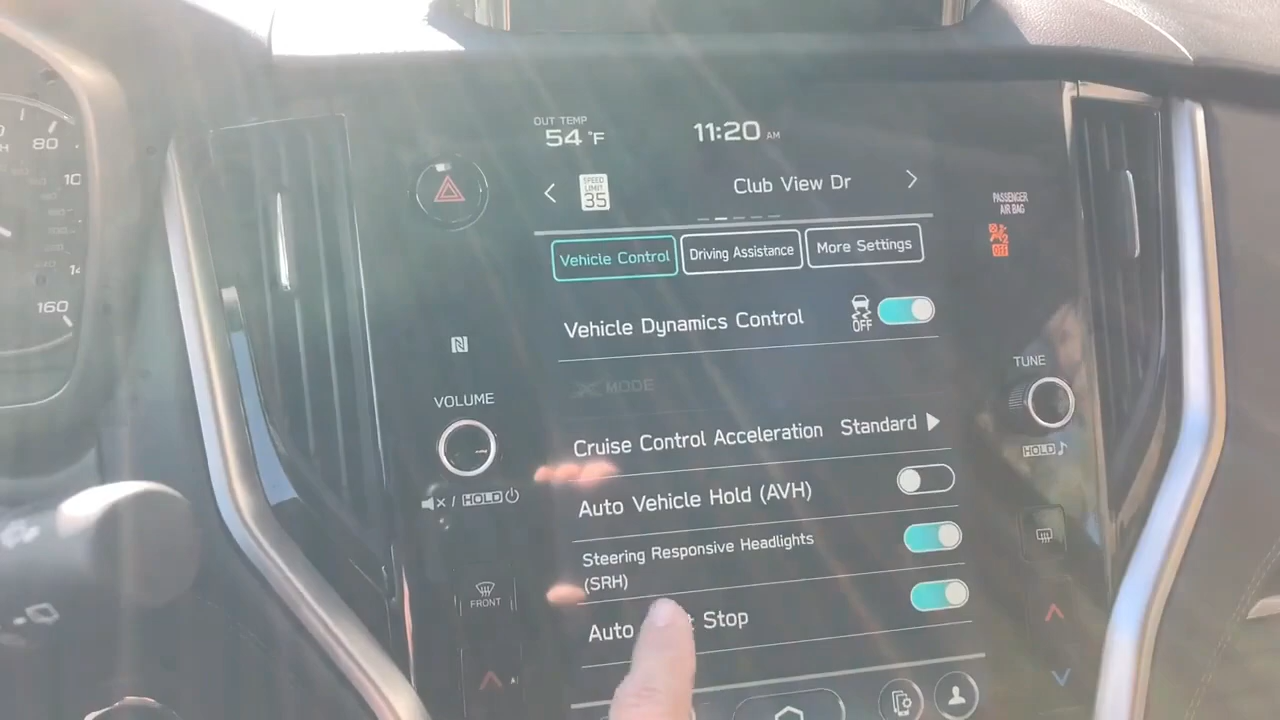 OUT TEMP
54 °F
11:20 AM
SPEED LIMIT 35
Club View Dr
PASSENGER
AIR BAG
OFF
Vehicle Control
Driving Assistance
More Settings
Vehicle Dynamics Control
OFF
MODE
Cruise Control Acceleration
Standard
Auto Vehicle Hold (AVH)
Steering Responsive Headlights
(SRH)
Auto
Stop
VOLUME
HOLD
TUNE
HOLD
FRONT
80
160